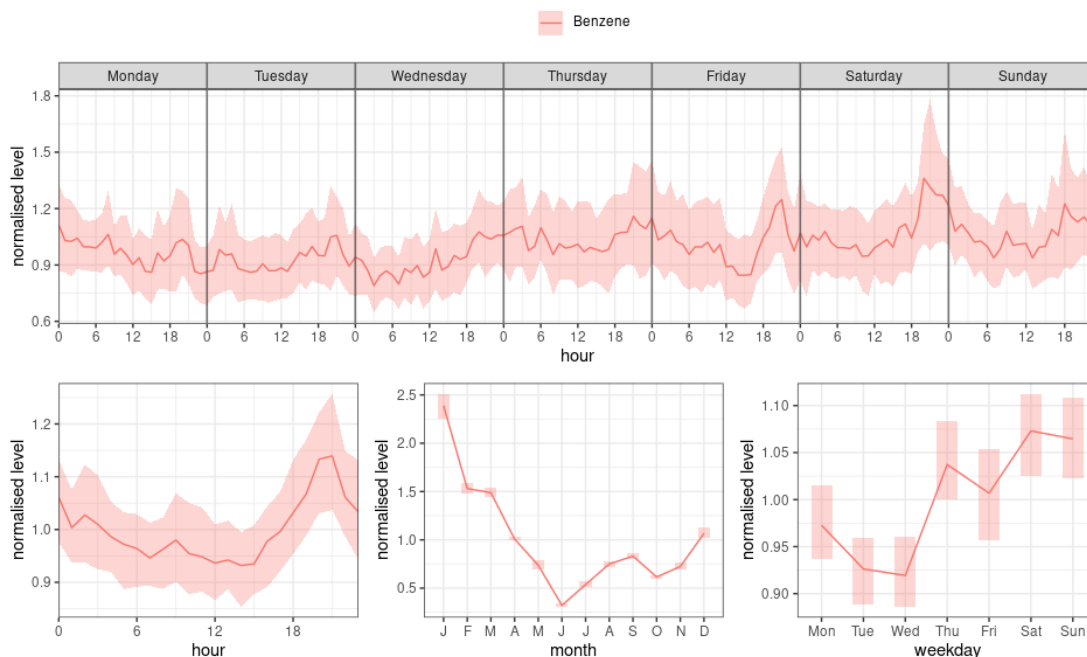 Benzene
Monday Tuesday Wednesday Thursday Friday Saturday Sunday
1.8
1.5
1.2
0.9
0.6
normalised level
0 6 12 18 0 6 12 18 0 6 12 18 0 6 12 18 0 6 12 18 0 6 12 18 0 6 12 18
hour
1.2
1.1
1.0
0.9
normalised level
0 6 12 18
hour
2.5
2.0
1.5
1.0
0.5
normalised level
J F M A M J J A S O N D
month
1.10
1.05
1.00
0.95
0.90
normalised level
Mon Tue Wed Thu Fri Sat Sun
weekday